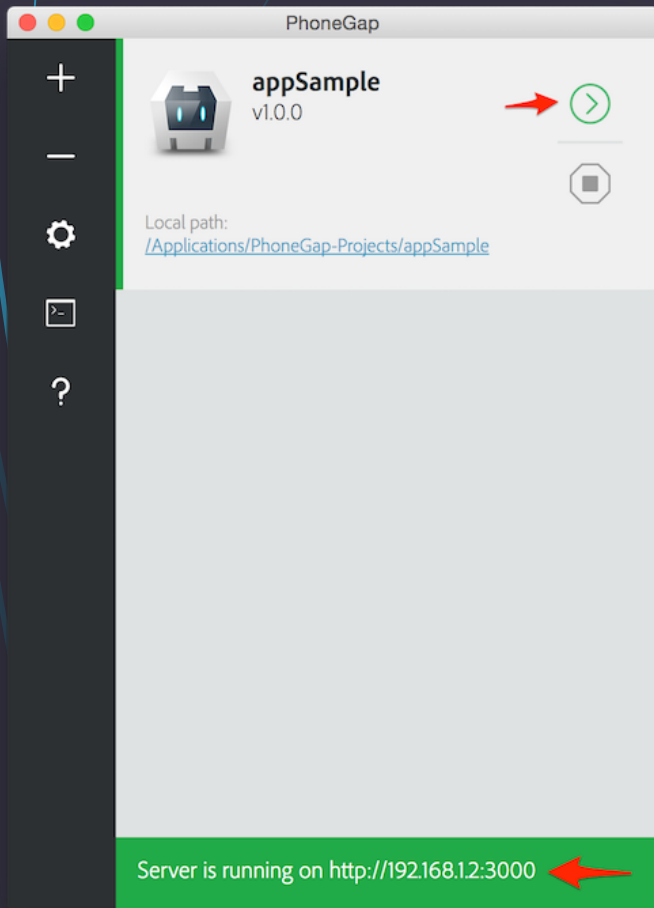 PhoneGap
appSample
v1.0.0
Local path:
/Applications/PhoneGap-Projects/appSample
Server is running on http://192.168.1.2:3000